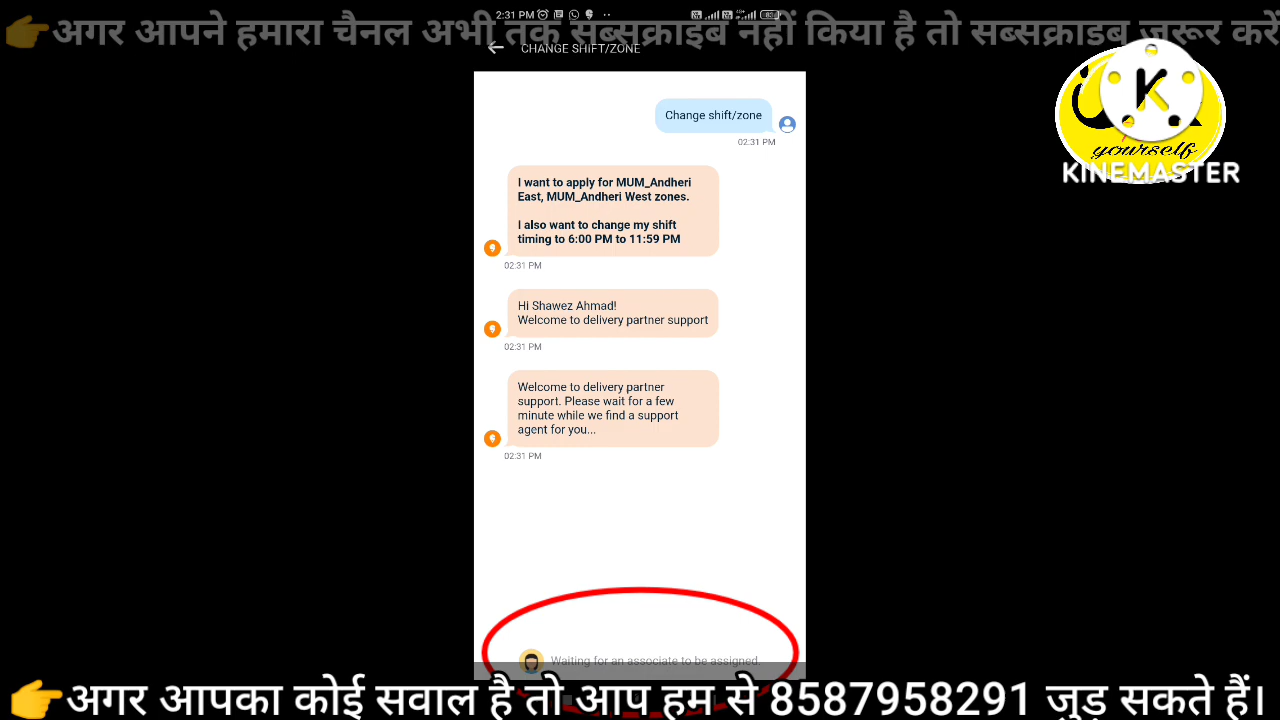 👉अगर आपने हमारा चैनल अभी तक सब्सक्राइब नहीं किया है तो सब्सक्राइब जरूर करें
2:31 PM
CHANGE SHIFT/ZONE
Change shift/zone
02:31 PM
I want to apply for MUM_Andheri
East, MUM_Andheri West zones.
I also want to change my shift
timing to 6:00 PM to 11:59 PM
02:31 PM
Hi Shawez Ahmad!
Welcome to delivery partner support
02:31 PM
Welcome to delivery partner
support. Please wait for a few
minute while we find a support
agent for you...
02:31 PM
Waiting for an associate to be assigned.
👉अगर आपका कोई सवाल है तो आप हम से 8587958291 जुड़ सकते हैं।
K
yourself
KINEMASTER